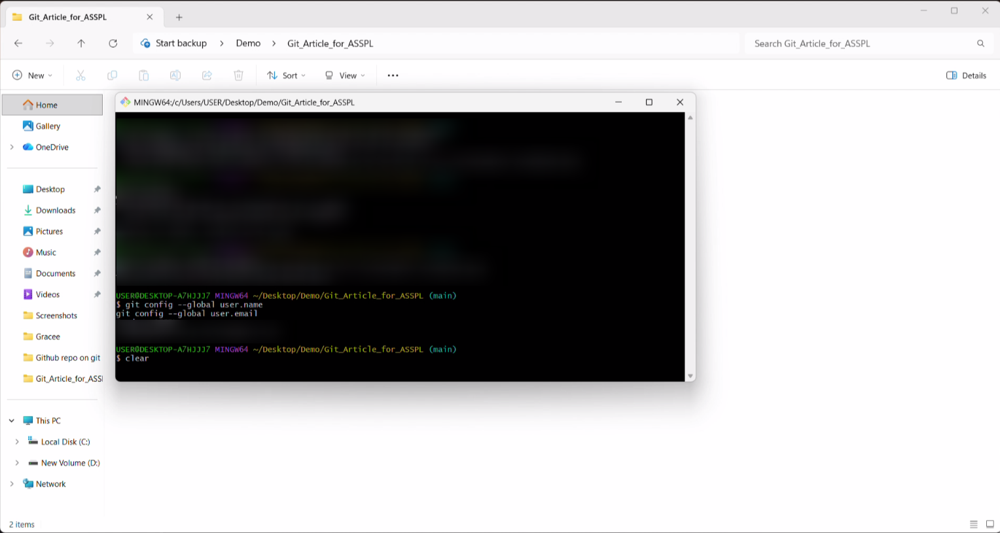 Git_Article_for_ASSPL
Start backup > Demo > Git_Article_for_ASSPL
Search Git_Article_for_ASSPL
New
Sort
View
Details
Home
Gallery
OneDrive
Desktop
Downloads
Pictures
Music
Documents
Videos
Screenshots
Gracee
Github repo on git
Git_Article_for_ASS
This PC
Local Disk (C:)
New Volume (D:)
Network
2 items
MINGW64:/c/Users/USER/Desktop/Demo/Git_Article_for_ASSPL
USER@DESKTOP-A7HJJJ7 MINGW64 ~/Desktop/Demo/Git_Article_for_ASSPL (main)
$ git config --global user.name
git config --global user.email
USER@DESKTOP-A7HJJJ7 MINGW64 ~/Desktop/Demo/Git_Article_for_ASSPL (main)
$ clear